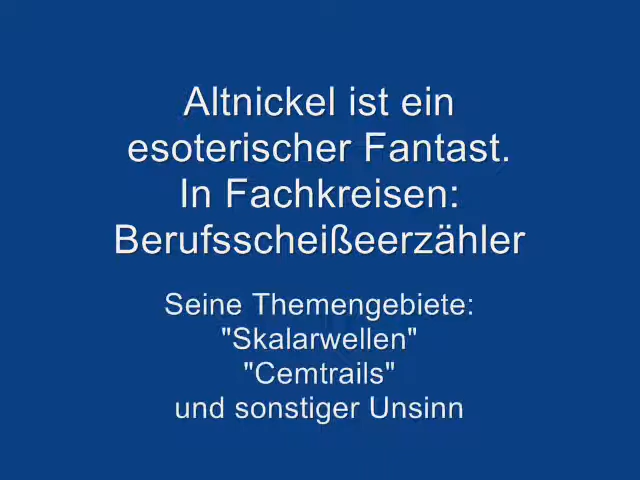 Altnickel ist ein
esoterischer Fantast.
In Fachkreisen:
Berufsscheißeerzähler
Seine Themengebiete:
"Skalarwellen"
"Cemtrails"
und sonstiger Unsinn